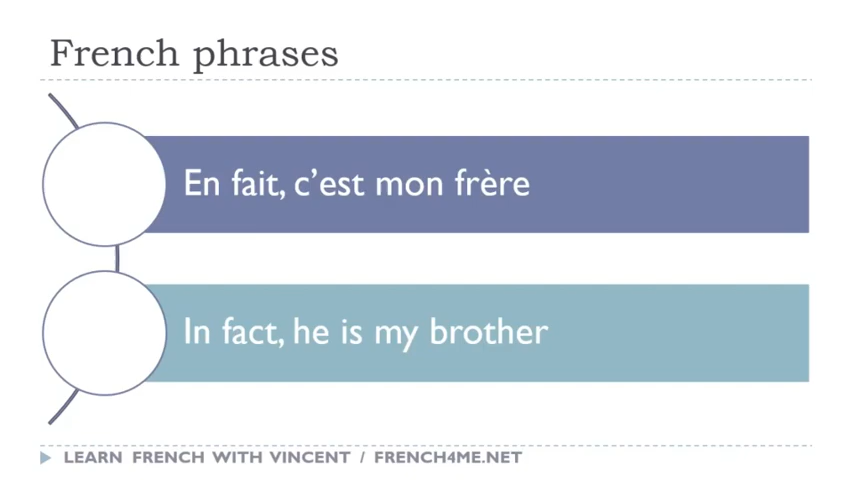 French phrases
En fait, c’est mon frère
In fact, he is my brother
LEARN FRENCH WITH VINCENT / FRENCH4ME.NET